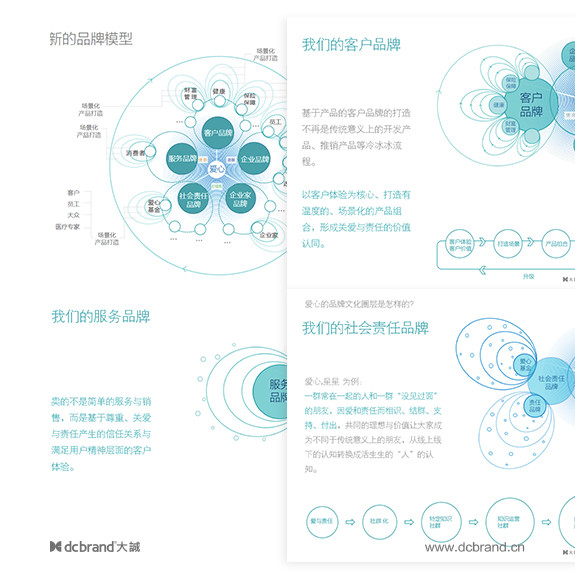 新的品牌模型
场景化
产品打造
财富
管理
健康
保险
保障
员工
场景化
产品打造
场景化
产品打造
消费者
客户品牌
服务品牌
企业品牌
爱心
社会责任
品牌
企业家
品牌
客户
员工
大众
医疗专家
爱心
基金
企业家
场景化
产品打造
我们的客户品牌
基于产品的客户品牌的打造
不再是传统意义上的开发产
品、推销产品等冷冰冰流
程。
以客户体验为核心、打造有
温度的、场景化的产品组
合，形成关爱与责任的价值
认同。
保险
保障
健康
财富
管理
客户
品牌
客户体验
客户价值
打造场景
产品组合
升级
我们的服务品牌
卖的不是简单的服务与销
售，而是基于尊重、关爱
与责任产生的信任关系与
满足用户精神层面的客户
体验。
服务
品牌
爱心的品牌文化圈层是怎样的？
我们的社会责任品牌
爱心.呈星 为例：
一群常在一起的人和一群“没见过面”
的朋友，因爱和责任而相识、结群、支
持、付出，共同的理想与价值让大家成
为不同于传统意义上的朋友，从线上线
下的认知转换成活生生的“人”的认
知。
爱心
基金
社会责任
品牌
责任
品牌
爱与责任
社群化
特定知识
社群
知识运营
社群
dcbrand®大誠
www.dcbrand.cn